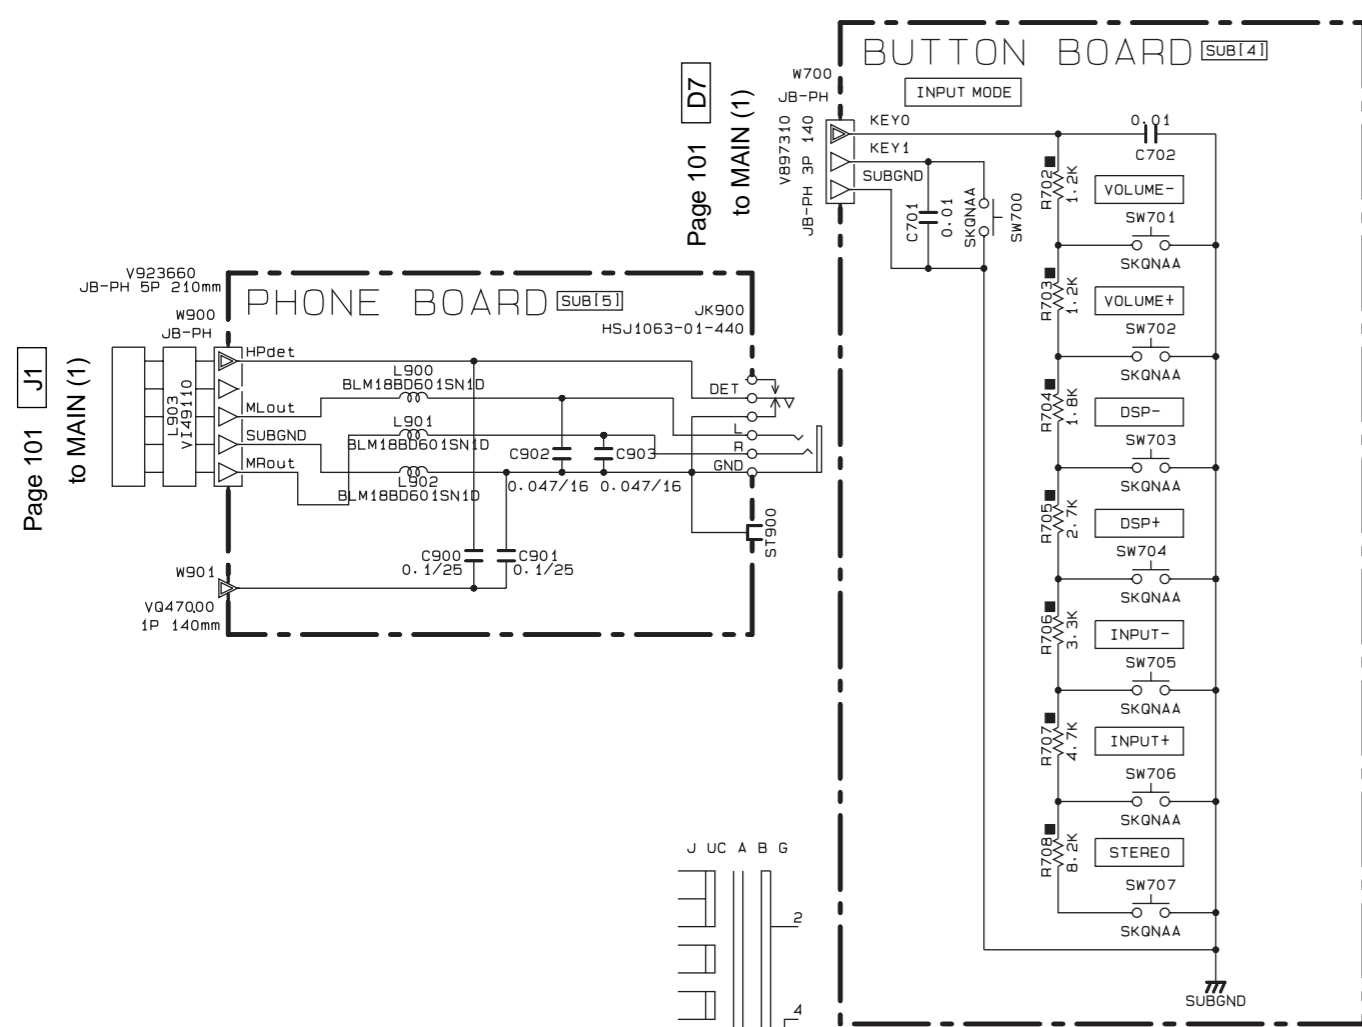 BUTTON BOARD SUB[4]
INPUT MODE
W700
JB-PH
V897310
JB-PH 3P 140
Page 101 D7
to MAIN (1)
KEY0
KEY1
SUBGND
C701
0.01
SKQNAA
SW700
0.01
C702
R702
1.2K
VOLUME-
SW701
SKQNAA
R703
1.2K
VOLUME+
SW702
SKQNAA
R704
1.8K
DSP-
SW703
SKQNAA
R705
2.7K
DSP+
SW704
SKQNAA
R706
3.3K
INPUT-
SW705
SKQNAA
R707
4.7K
INPUT+
SW706
SKQNAA
R708
8.2K
STEREO
SW707
SKQNAA
SUBGND
V923660
JB-PH 5P 210mm
W900
JB-PH
PHONE BOARD SUB[5]
JK900
HSJ1063-01-440
Page 101 J1
to MAIN (1)
L903
VI49110
HPdet
MLout
SUBGND
MRout
L900
BLM18BD601SN1D
L901
BLM18BD601SN1D
L902
BLM18BD601SN1D
C902
0.047/16
C903
0.047/16
DET
L
R
GND
ST900
C900
0.1/25
C901
0.1/25
W901
VQ47000
1P 140mm
J UC A B G
2
4